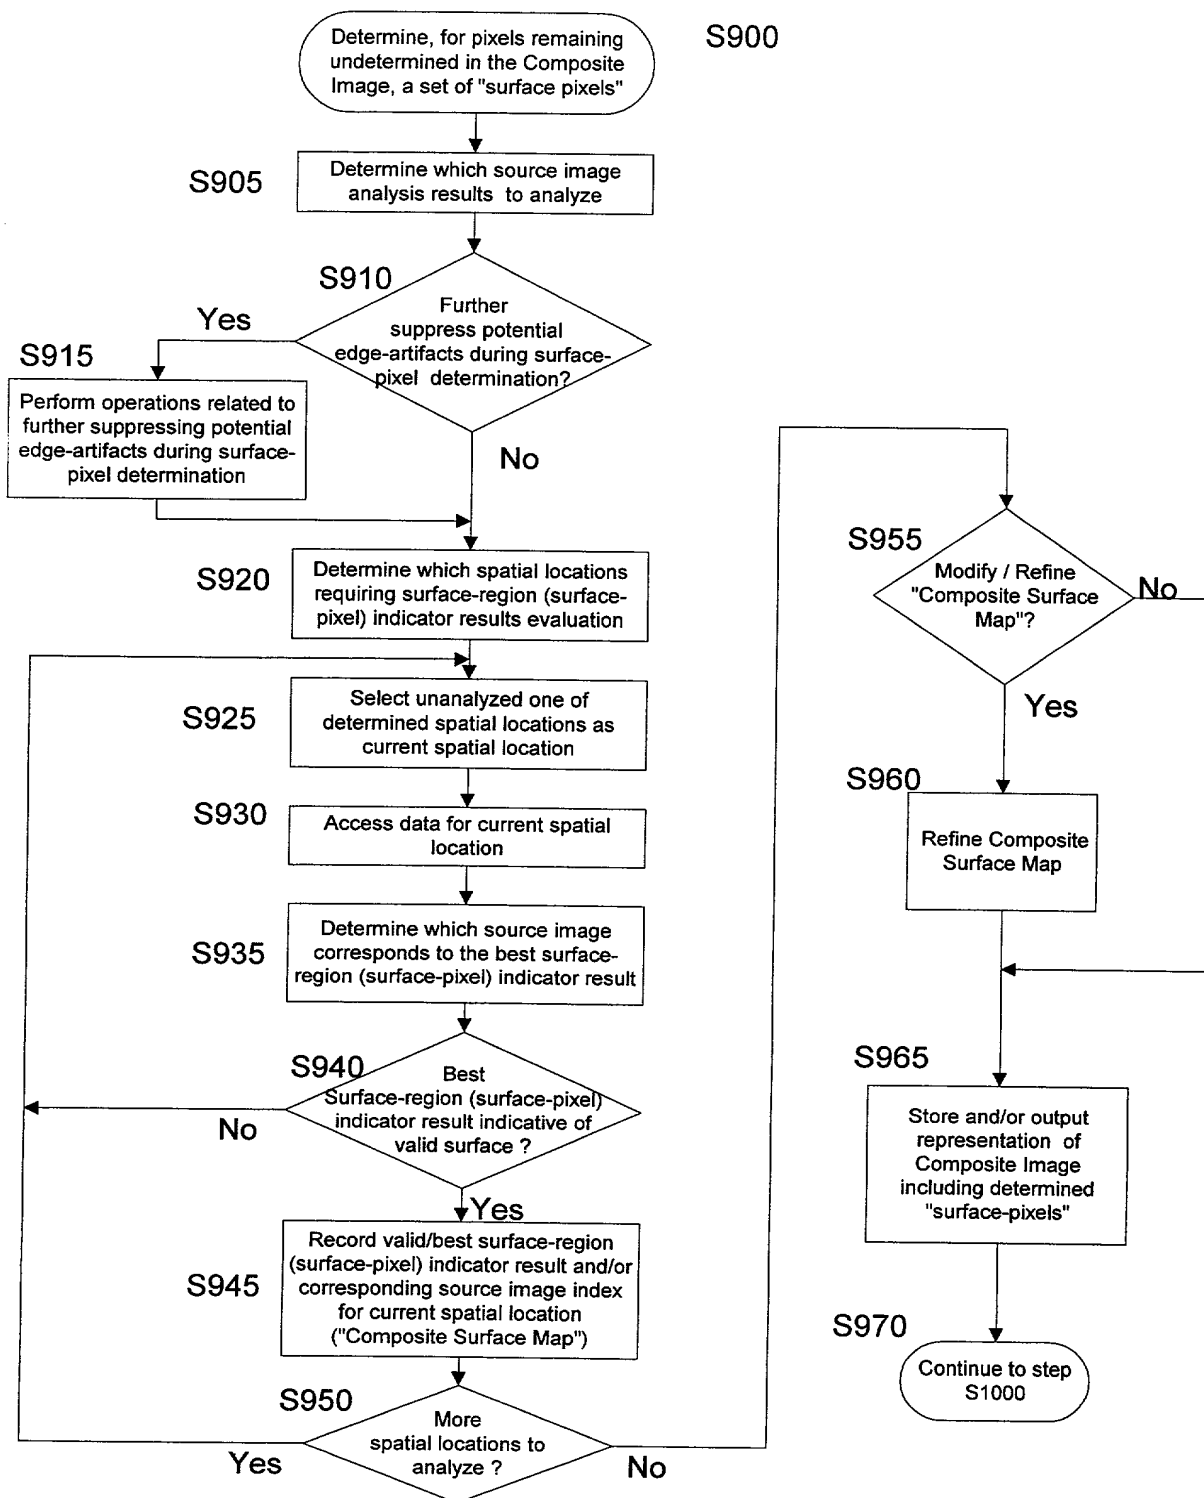 S900
Determine, for pixels remaining
undetermined in the Composite
Image, a set of "surface pixels"
S905
Determine which source image
analysis results to analyze
S910
Further
suppress potential
edge-artifacts during surface-
pixel determination?
Yes
No
S915
Perform operations related to
further suppressing potential
edge-artifacts during surface-
pixel determination
S920
Determine which spatial locations
requiring surface-region (surface-
pixel) indicator results evaluation
S925
Select unanalyzed one of
determined spatial locations as
current spatial location
S930
Access data for current spatial
location
S935
Determine which source image
corresponds to the best surface-
region (surface-pixel) indicator result
S940
Best
Surface-region (surface-pixel)
indicator result indicative of
valid surface ?
No
Yes
S945
Record valid/best surface-region
(surface-pixel) indicator result and/or
corresponding source image index
for current spatial location
("Composite Surface Map")
S950
More
spatial locations to
analyze ?
Yes
No
S955
Modify / Refine
"Composite Surface
Map"?
No
Yes
S960
Refine Composite
Surface Map
S965
Store and/or output
representation of
Composite Image
including determined
"surface-pixels"
S970
Continue to step
S1000